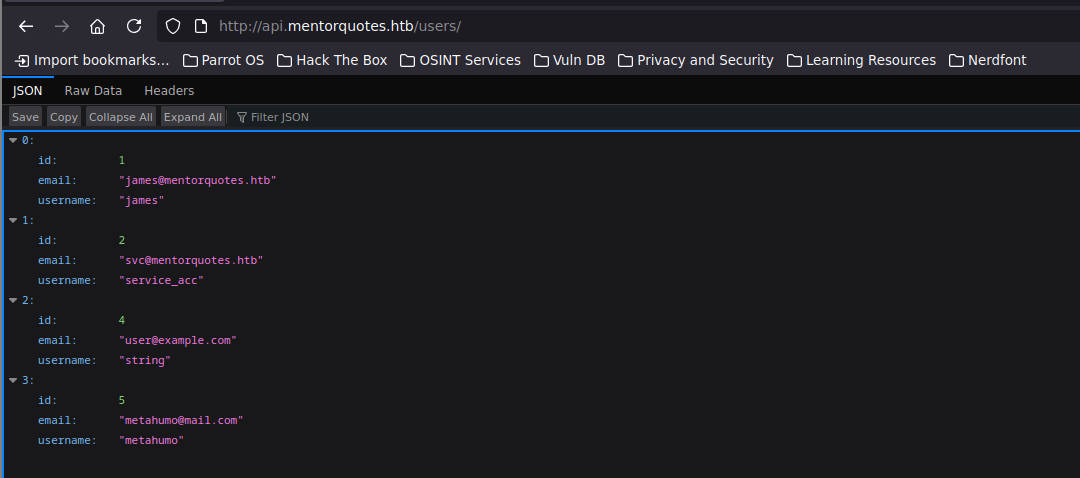 http://api.mentorquotes.htb/users/
Import bookmarks... Parrot OS Hack The Box OSINT Services Vuln DB Privacy and Security Learning Resources Nerdfont
JSON Raw Data Headers
Save Copy Collapse All Expand All Filter JSON
0:
id: 1
email: "james@mentorquotes.htb"
username: "james"
1:
id: 2
email: "svc@mentorquotes.htb"
username: "service_acc"
2:
id: 4
email: "user@example.com"
username: "string"
3:
id: 5
email: "metahumo@mail.com"
username: "metahumo"